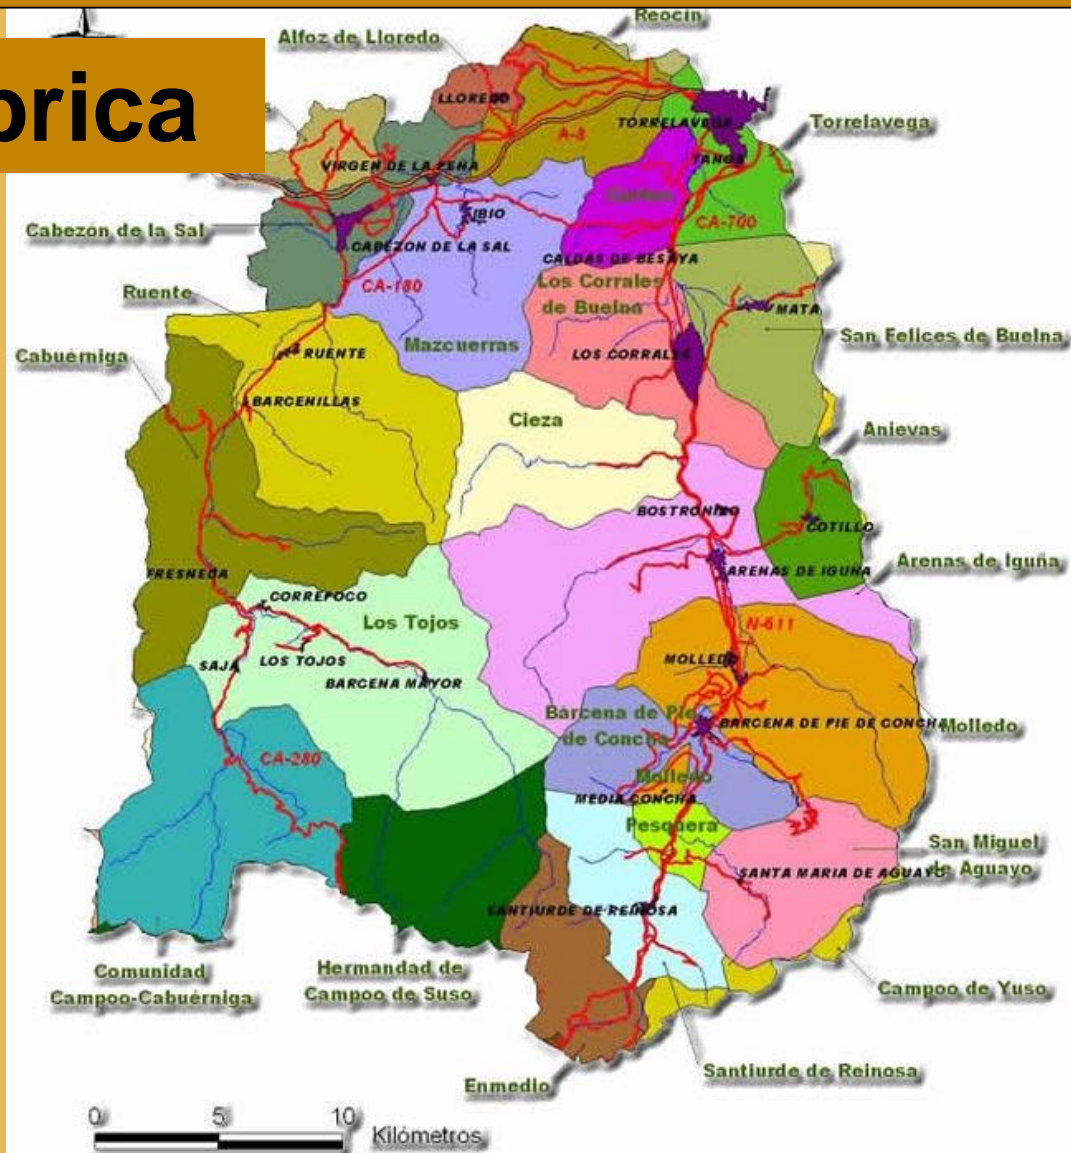 Reocín
Alfoz de Lloredo
LLOREDO
TORRELAVEGA
Torrelavega
A-8
TANOS
VIRGEN DE LA PEÑA
IBIO
Cabezón de la Sal
CABEZON DE LA SAL
CA-700
CALDAS DE BESAYA
CA-180
Los Corrales
de Buelna
Ruente
MATA
San Felices de Buelna
Mazcuerras
Cabuérniga
RUENTE
LOS CORRALES
BARCENILLAS
Cieza
Anievas
BOSTRONIZO
COTILLO
Arenas de Iguña
ARENAS DE IGUÑA
FRESNEDA
CORREPOCO
Los Tojos
N-611
SAJA
LOS TOJOS
BARCENA MAYOR
MOLLEDO
Bárcena de Pie
de Concha
BARCENA DE PIE DE CONCHA
Molledo
CA-280
Molledo
MEDIA CONCHA
Pesquera
San Miguel
de Aguayo
SANTA MARIA DE AGUAYO
SANTIURDE DE REINOSA
Comunidad
Campoo-Cabuérniga
Hermandad de
Campoo de Suso
Campoo de Yuso
Santiurde de Reinosa
Enmedio
0 5 10
Kilómetros